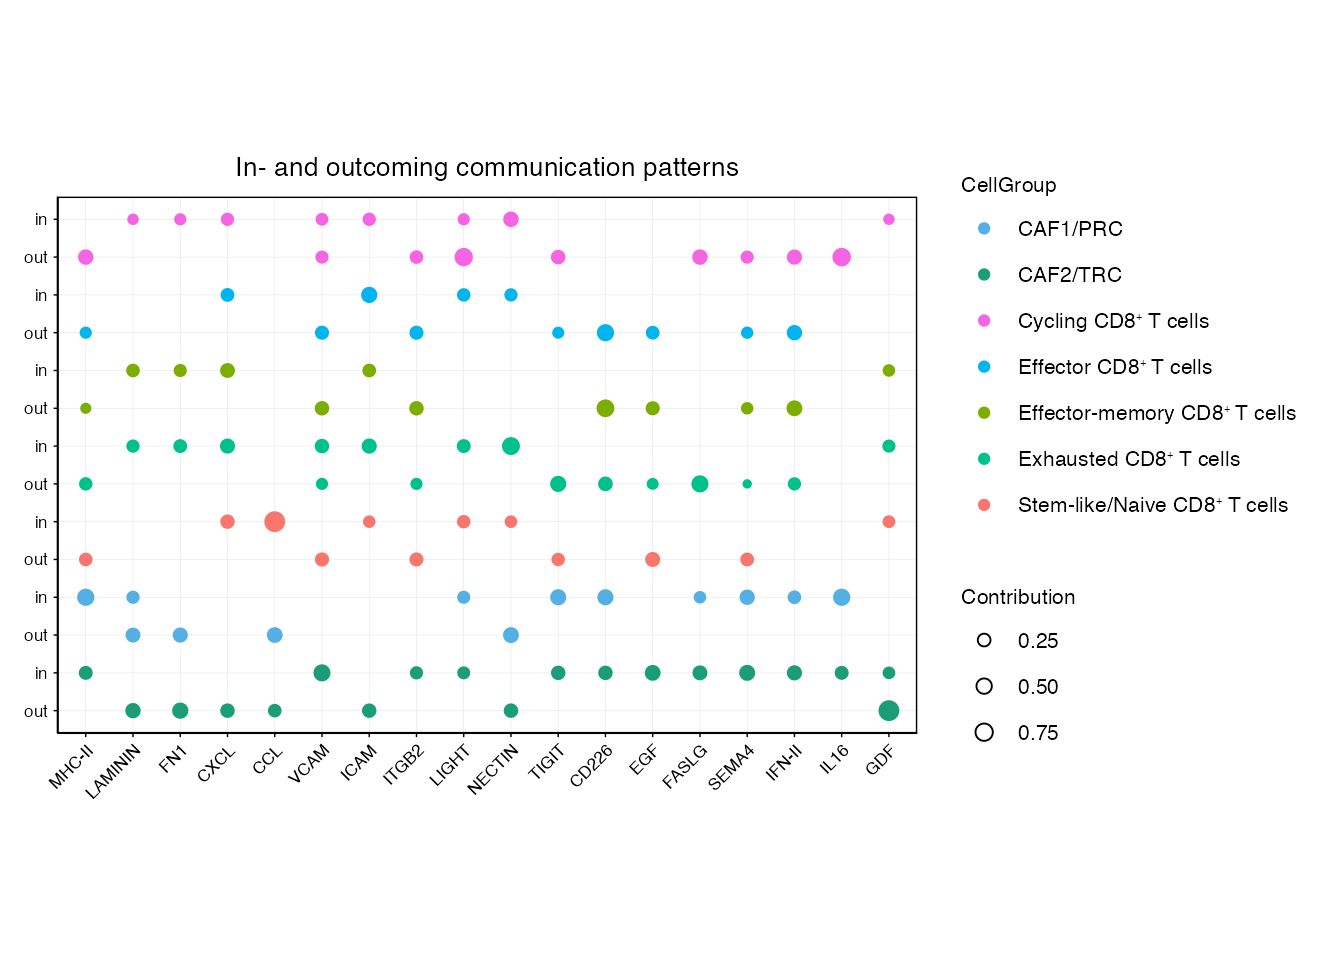 In- and outcoming communication patterns
in
out
in
out
in
out
in
out
in
out
in
out
in
out
MHC-II
LAMININ
FN1
CXCL
CCL
VCAM
ICAM
ITGB2
LIGHT
NECTIN
TIGIT
CD226
EGF
FASLG
SEMA4
IFN-II
IL16
GDF
CellGroup
CAF1/PRC
CAF2/TRC
Cycling CD8⁺ T cells
Effector CD8⁺ T cells
Effector-memory CD8⁺ T cells
Exhausted CD8⁺ T cells
Stem-like/Naive CD8⁺ T cells
Contribution
0.25
0.50
0.75